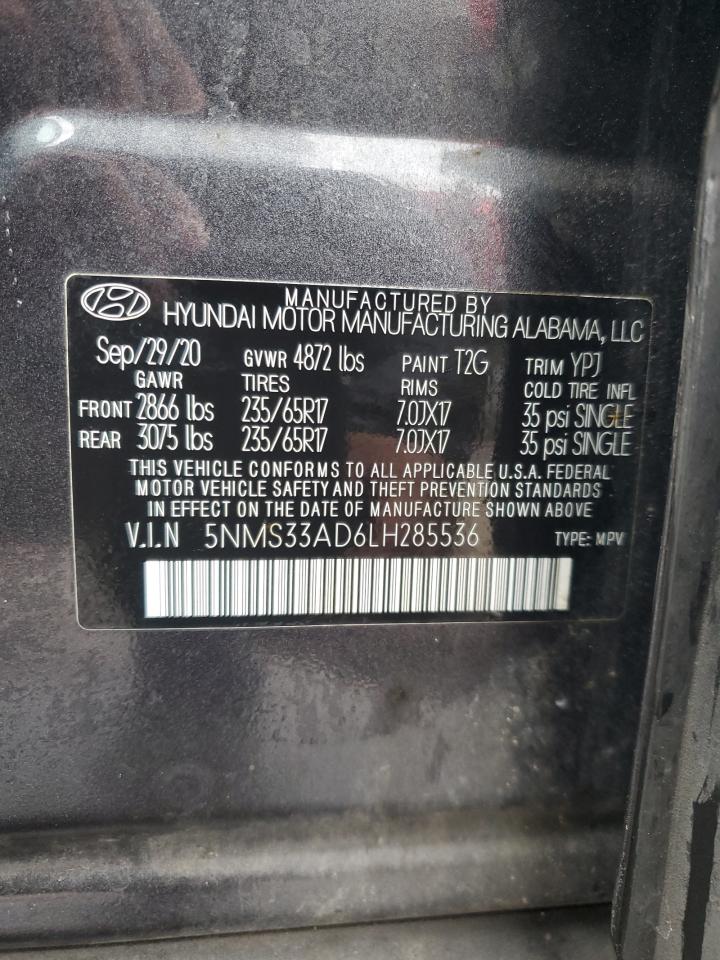 MANUFACTURED BY
HYUNDAI MOTOR MANUFACTURING ALABAMA, LLC
Sep/29/20 GVWR 4872 lbs PAINT T2G TRIM YPJ
GAWR TIRES RIMS COLD TIRE INFL
FRONT 2866 lbs 235/65R17 7.0JX17 35 psi SINGLE
REAR 3075 lbs 235/65R17 7.0JX17 35 psi SINGLE
THIS VEHICLE CONFORMS TO ALL APPLICABLE U.S.A. FEDERAL
MOTOR VEHICLE SAFETY AND THEFT PREVENTION STANDARDS
IN EFFECT ON THE DATE OF MANUFACTURE SHOWN ABOVE
V.I.N 5NMS33AD6LH285536 TYPE: MPV